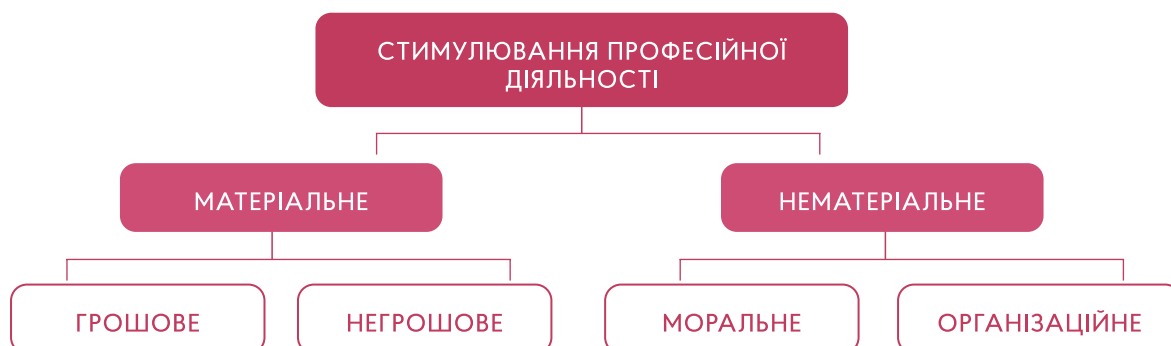 СТИМУЛЮВАННЯ ПРОФЕСІЙНОЇ
ДІЯЛЬНОСТІ
МАТЕРІАЛЬНЕ
НЕМАТЕРІАЛЬНЕ
ГРОШОВЕ
НЕГРОШОВЕ
МОРАЛЬНЕ
ОРГАНІЗАЦІЙНЕ